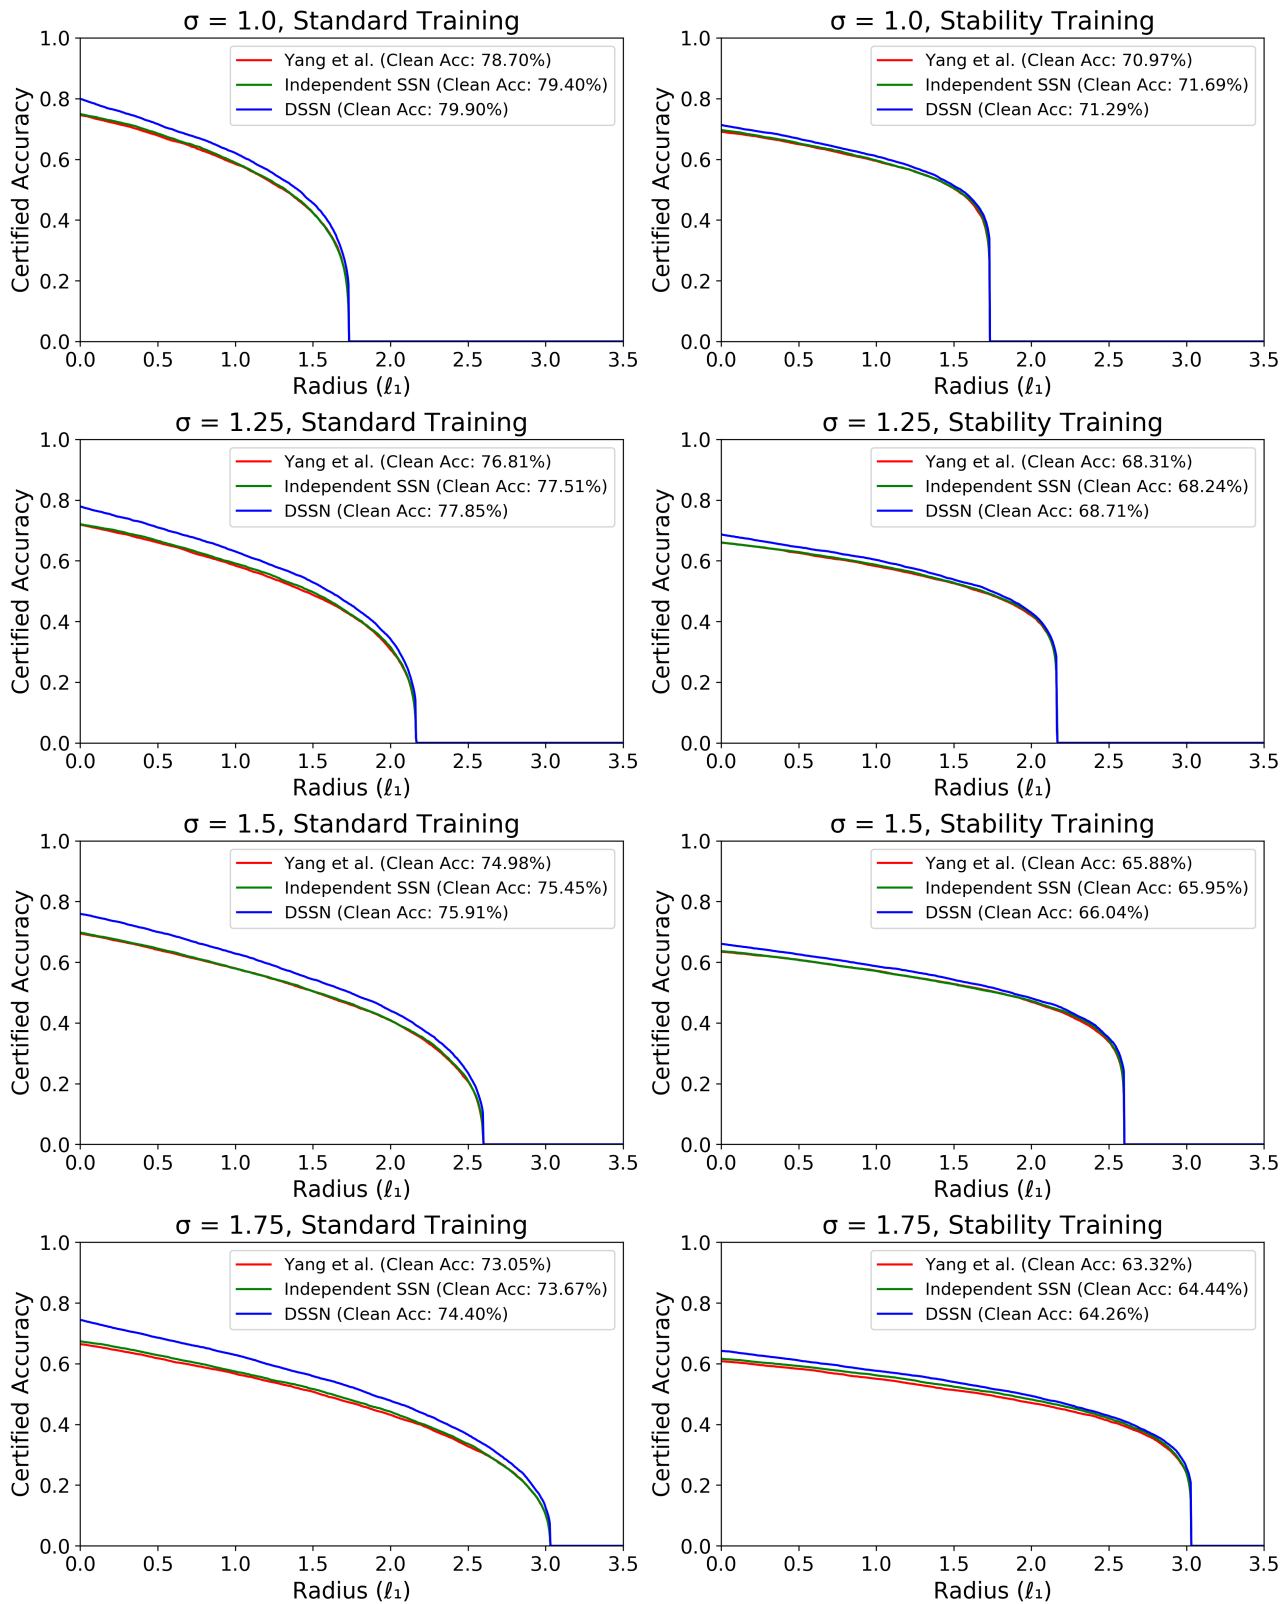 σ = 1.0, Standard Training
Yang et al. (Clean Acc: 78.70%)
Independent SSN (Clean Acc: 79.40%)
DSSN (Clean Acc: 79.90%)
Certified Accuracy
1.0
0.8
0.6
0.4
0.2
0.0
0.0 0.5 1.0 1.5 2.0 2.5 3.0 3.5
Radius (ℓ₁)
σ = 1.0, Stability Training
Yang et al. (Clean Acc: 70.97%)
Independent SSN (Clean Acc: 71.69%)
DSSN (Clean Acc: 71.29%)
Certified Accuracy
1.0
0.8
0.6
0.4
0.2
0.0
0.0 0.5 1.0 1.5 2.0 2.5 3.0 3.5
Radius (ℓ₁)
σ = 1.25, Standard Training
Yang et al. (Clean Acc: 76.81%)
Independent SSN (Clean Acc: 77.51%)
DSSN (Clean Acc: 77.85%)
Certified Accuracy
1.0
0.8
0.6
0.4
0.2
0.0
0.0 0.5 1.0 1.5 2.0 2.5 3.0 3.5
Radius (ℓ₁)
σ = 1.25, Stability Training
Yang et al. (Clean Acc: 68.31%)
Independent SSN (Clean Acc: 68.24%)
DSSN (Clean Acc: 68.71%)
Certified Accuracy
1.0
0.8
0.6
0.4
0.2
0.0
0.0 0.5 1.0 1.5 2.0 2.5 3.0 3.5
Radius (ℓ₁)
σ = 1.5, Standard Training
Yang et al. (Clean Acc: 74.98%)
Independent SSN (Clean Acc: 75.45%)
DSSN (Clean Acc: 75.91%)
Certified Accuracy
1.0
0.8
0.6
0.4
0.2
0.0
0.0 0.5 1.0 1.5 2.0 2.5 3.0 3.5
Radius (ℓ₁)
σ = 1.5, Stability Training
Yang et al. (Clean Acc: 65.88%)
Independent SSN (Clean Acc: 65.95%)
DSSN (Clean Acc: 66.04%)
Certified Accuracy
1.0
0.8
0.6
0.4
0.2
0.0
0.0 0.5 1.0 1.5 2.0 2.5 3.0 3.5
Radius (ℓ₁)
σ = 1.75, Standard Training
Yang et al. (Clean Acc: 73.05%)
Independent SSN (Clean Acc: 73.67%)
DSSN (Clean Acc: 74.40%)
Certified Accuracy
1.0
0.8
0.6
0.4
0.2
0.0
0.0 0.5 1.0 1.5 2.0 2.5 3.0 3.5
Radius (ℓ₁)
σ = 1.75, Stability Training
Yang et al. (Clean Acc: 63.32%)
Independent SSN (Clean Acc: 64.44%)
DSSN (Clean Acc: 64.26%)
Certified Accuracy
1.0
0.8
0.6
0.4
0.2
0.0
0.0 0.5 1.0 1.5 2.0 2.5 3.0 3.5
Radius (ℓ₁)